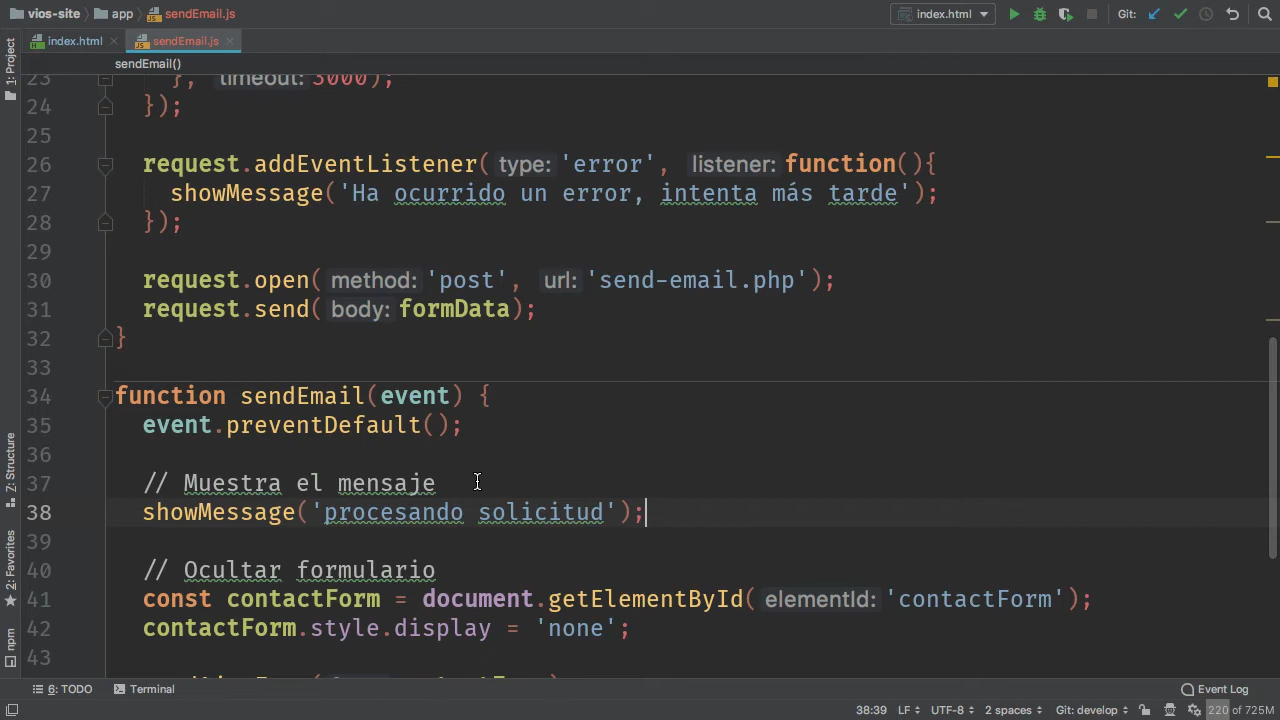 vios-site › app › sendEmail.js
index.html
Git:
1: Project
index.html
sendEmail.js
sendEmail()
23 }, timeout: 3000);
24 });
25
26 request.addEventListener( type: 'error', listener: function(){
27 showMessage('Ha ocurrido un error, intenta más tarde');
28 });
29
30 request.open( method: 'post', url: 'send-email.php');
31 request.send( body: formData);
32 }
33
34 function sendEmail(event) {
35 event.preventDefault();
36
37 // Muestra el mensaje
38 showMessage('procesando solicitud');
39
40 // Ocultar formulario
41 const contactForm = document.getElementById( elementId: 'contactForm');
42 contactForm.style.display = 'none';
43
Z: Structure
2: Favorites
npm
6: TODO
Terminal
Event Log
38:39 LF UTF-8 2 spaces Git: develop 220 of 725M